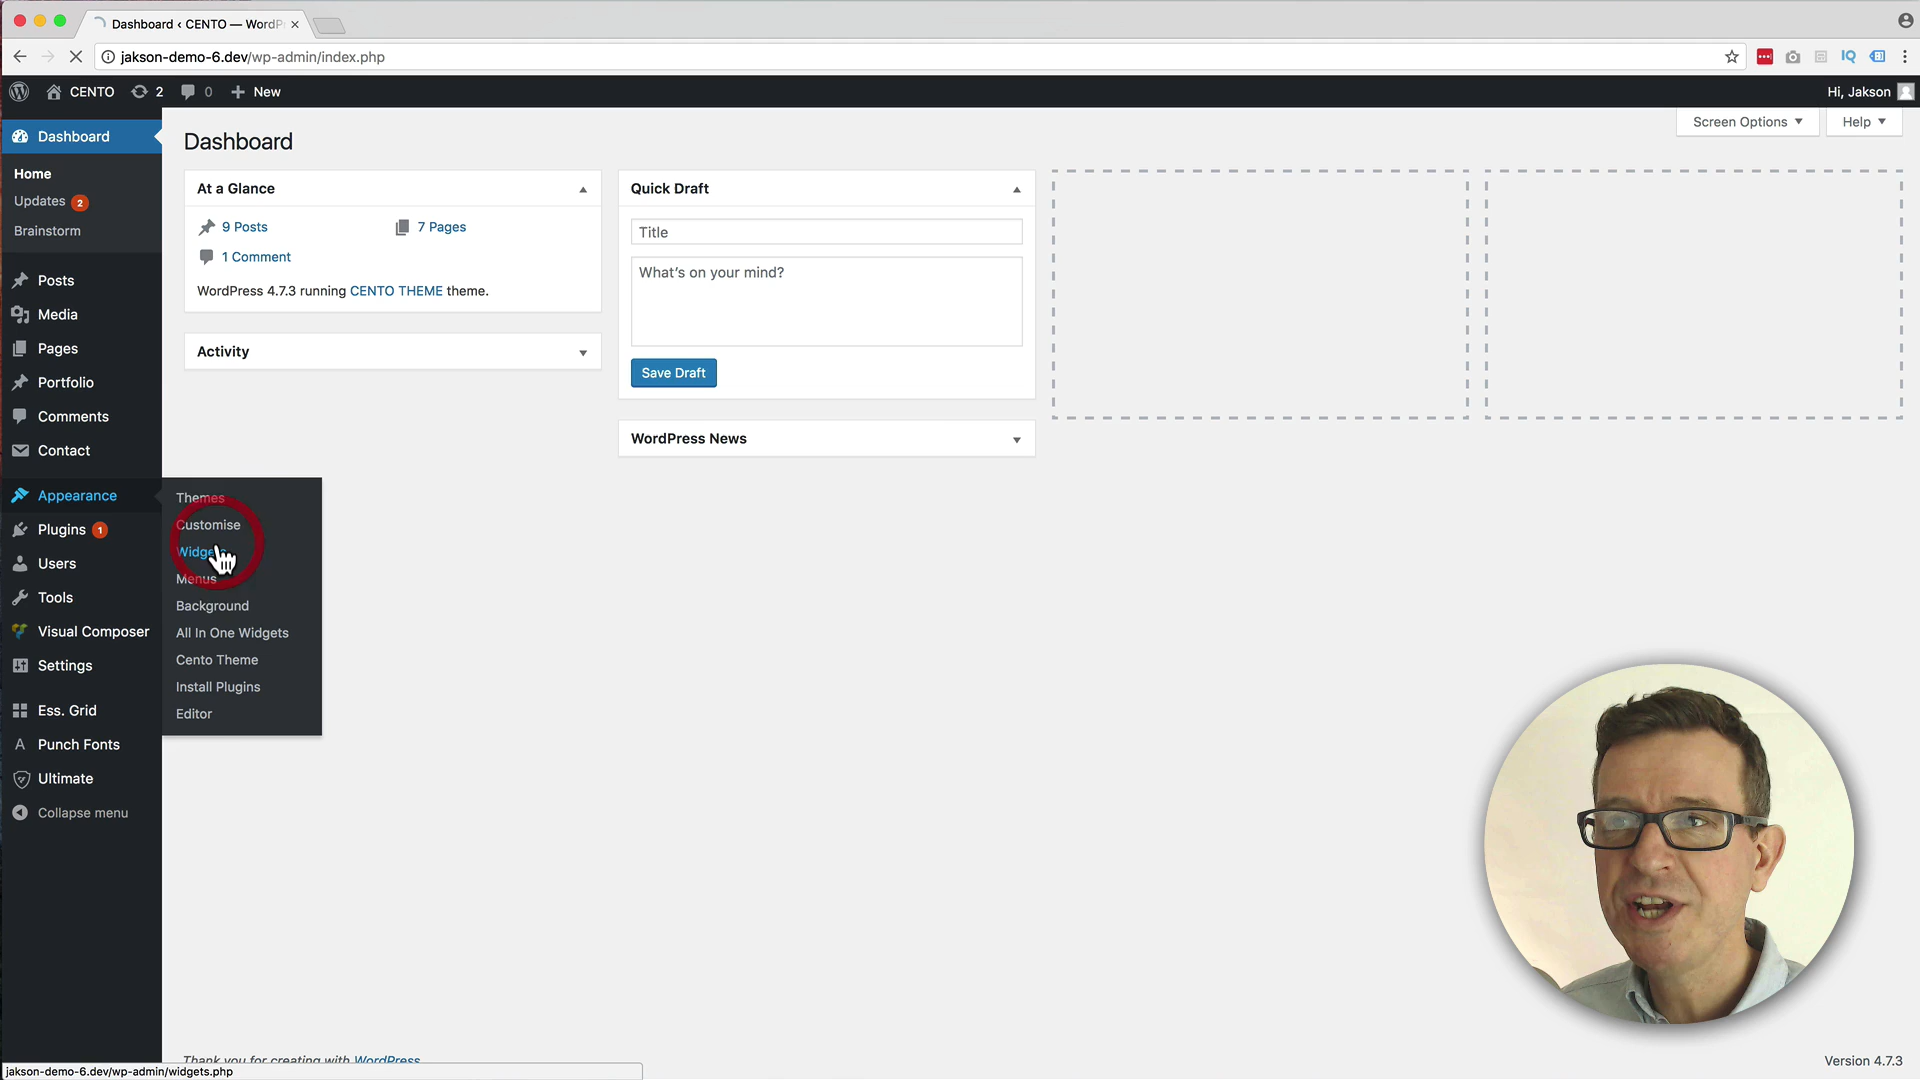 Dashboard ‹ CENTO — WordP
jakson-demo-6.dev/wp-admin/index.php
CENTO 2 0 New
Hi, Jakson
Dashboard
Home
Updates 2
Brainstorm
Posts
Media
Pages
Portfolio
Comments
Contact
Appearance
Plugins 1
Users
Tools
Visual Composer
Settings
Ess. Grid
Punch Fonts
Ultimate
Collapse menu
Themes
Customise
Menus
Background
All In One Widgets
Cento Theme
Install Plugins
Editor
Dashboard
Screen Options
Help
At a Glance
9 Posts
7 Pages
1 Comment
WordPress 4.7.3 running CENTO THEME theme.
Activity
Quick Draft
Title
What's on your mind?
Save Draft
WordPress News
Thank you for creating with WordPress
Version 4.7.3
jakson-demo-6.dev/wp-admin/widgets.php